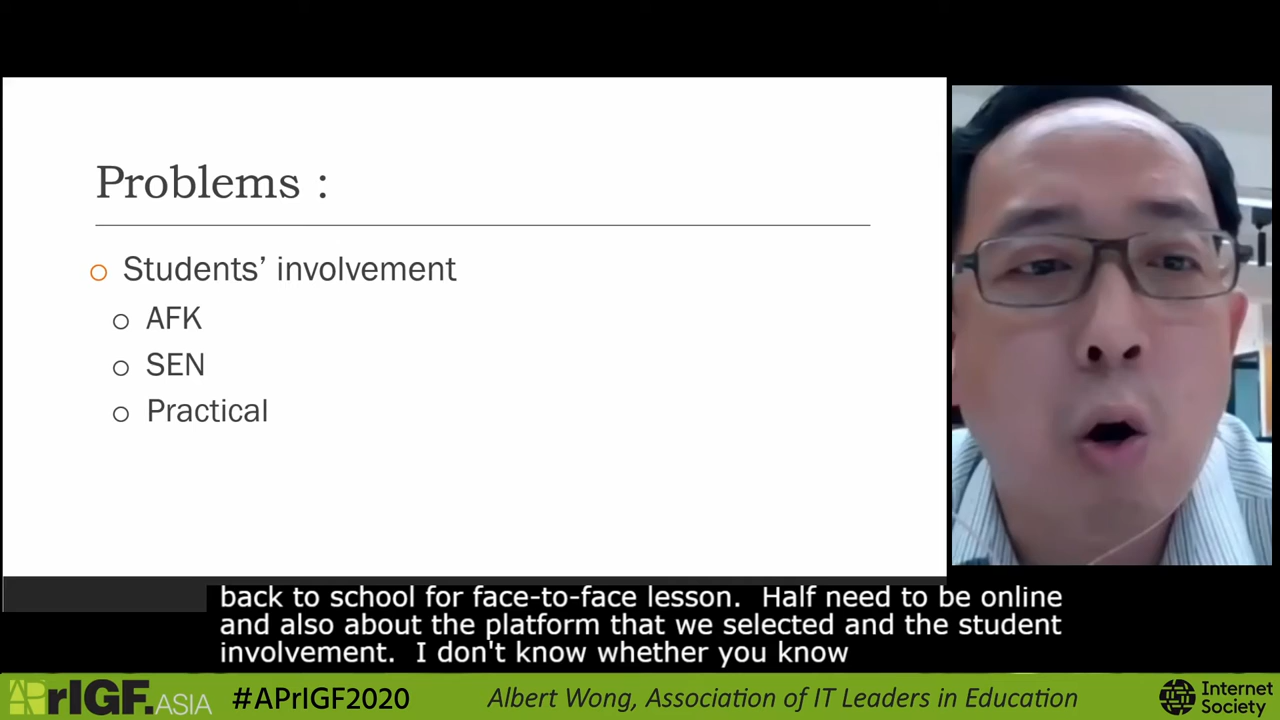 Problems :
Students’ involvement
AFK
SEN
Practical
back to school for face-to-face lesson.  Half need to be online
and also about the platform that we selected and the student
involvement.  I don't know whether you know
APrIGF.ASIA #APrIGF2020 Albert Wong, Association of IT Leaders in Education Internet
Society